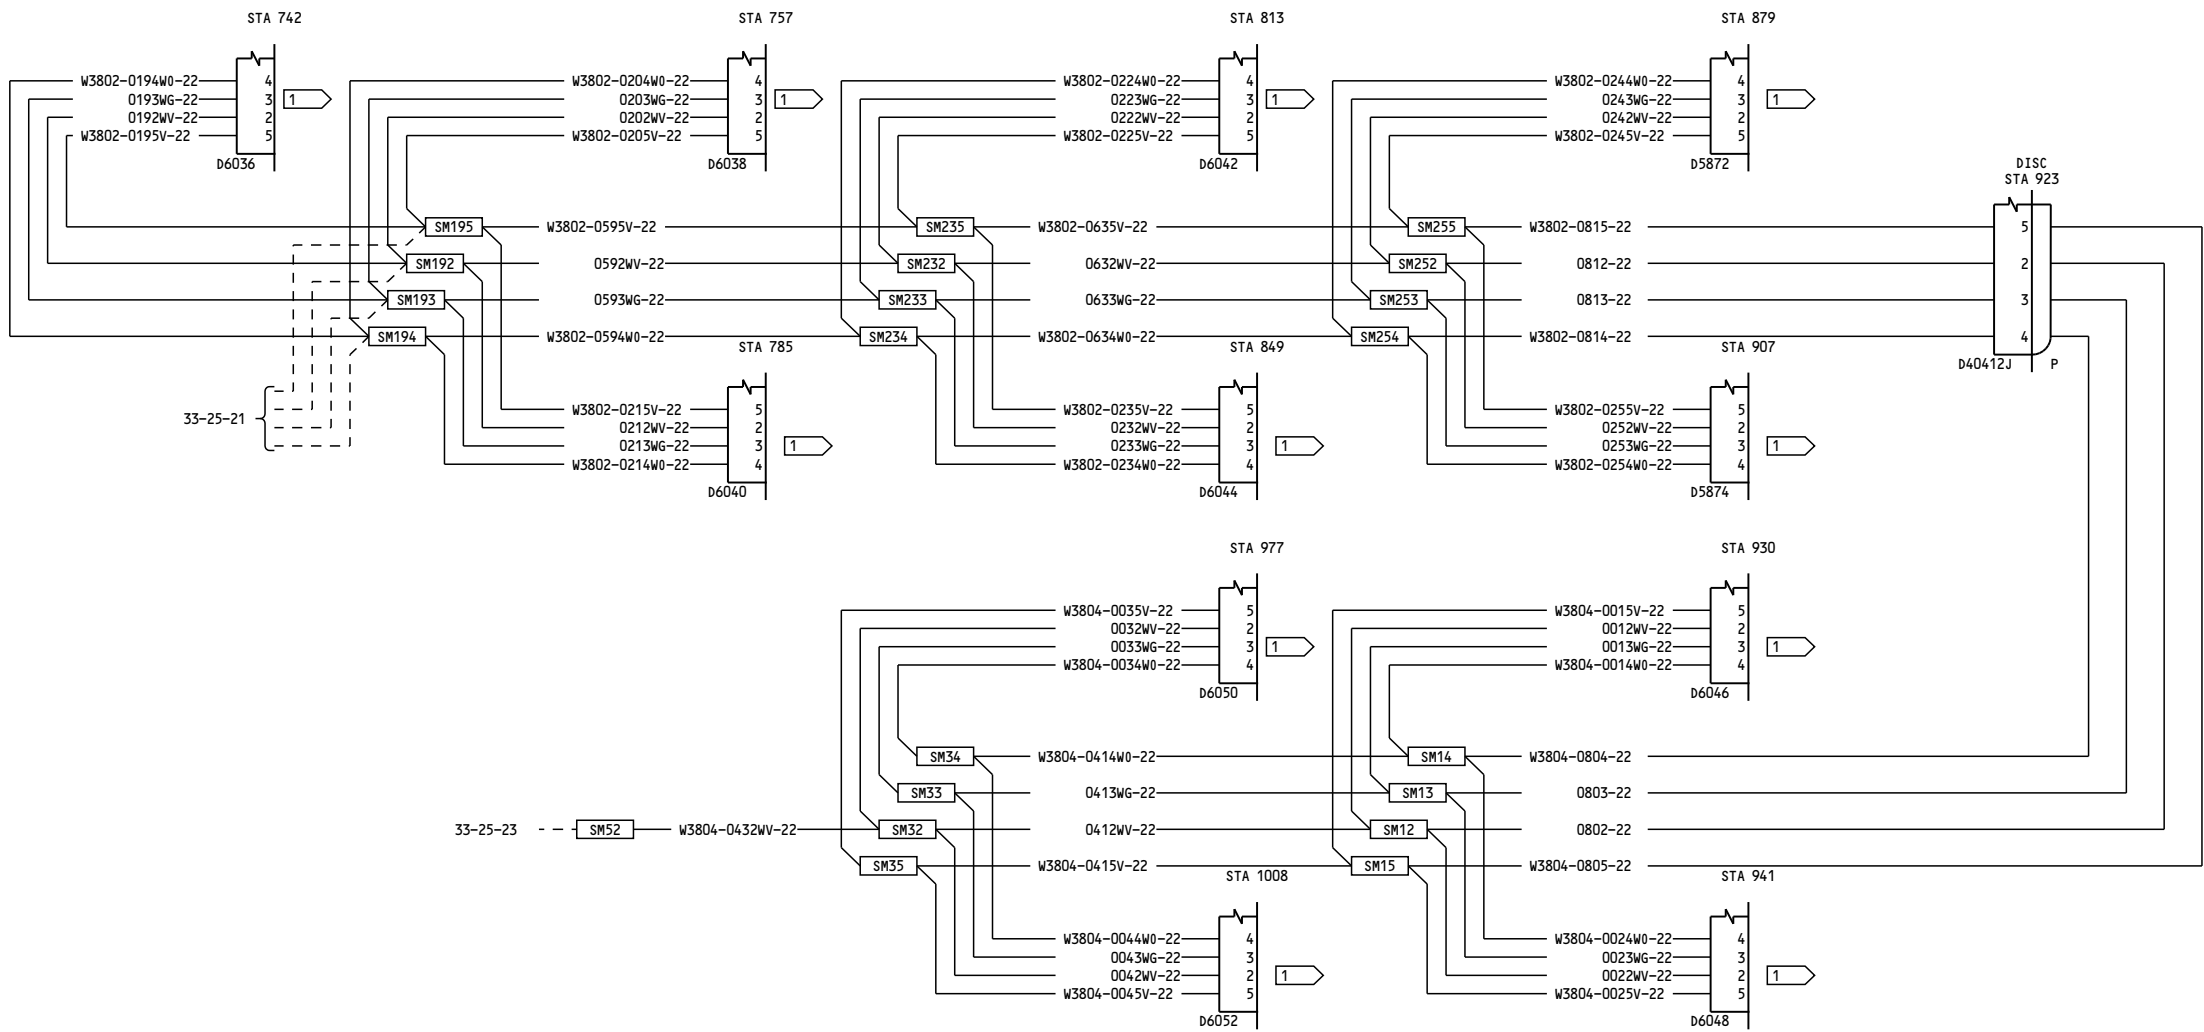 STA 742 STA 757 STA 813 STA 879
W3802-0194WO-22 4 W3802-0204WO-22 4 W3802-0224WO-22 4 W3802-0244WO-22 4
0193WG-22 3 1 0203WG-22 3 1 0223WG-22 3 1 0243WG-22 3 1
0192WV-22 2 0202WV-22 2 0222WV-22 2 0242WV-22 2
W3802-0195V-22 5 W3802-0205V-22 5 W3802-0225V-22 5 W3802-0245V-22 5
D6036 D6038 D6042 D5872
DISC
STA 923
SM195 W3802-0595V-22 SM235 W3802-0635V-22 SM255 W3802-0815-22 5
SM192 0592WV-22 SM232 0632WV-22 SM252 0812-22 2
SM193 0593WG-22 SM233 0633WG-22 SM253 0813-22 3
SM194 W3802-0594WO-22 SM234 W3802-0634WO-22 SM254 W3802-0814-22 4
STA 785 STA 849 STA 907
D40412J P
33-25-21
W3802-0215V-22 5 W3802-0235V-22 5 W3802-0255V-22 5
0212WV-22 2 0232WV-22 2 0252WV-22 2
0213WG-22 3 1 0233WG-22 3 1 0253WG-22 3 1
W3802-0214WO-22 4 W3802-0234WO-22 4 W3802-0254WO-22 4
D6040 D6044 D5874
STA 977 STA 930
W3804-0035V-22 5 W3804-0015V-22 5
0032WV-22 2 0012WV-22 2
0033WG-22 3 1 0013WG-22 3 1
W3804-0034WO-22 4 W3804-0014WO-22 4
D6050 D6046
SM34 W3804-0414WO-22 SM14 W3804-0804-22
SM33 0413WG-22 SM13 0803-22
33-25-23 SM52 W3804-0432WV-22 SM32 0412WV-22 SM12 0802-22
SM35 W3804-0415V-22 SM15 W3804-0805-22
STA 1008 STA 941
W3804-0044WO-22 4 W3804-0024WO-22 4
0043WG-22 3 0023WG-22 3
0042WV-22 2 1 0022WV-22 2 1
W3804-0045V-22 5 W3804-0025V-22 5
D6052 D6048